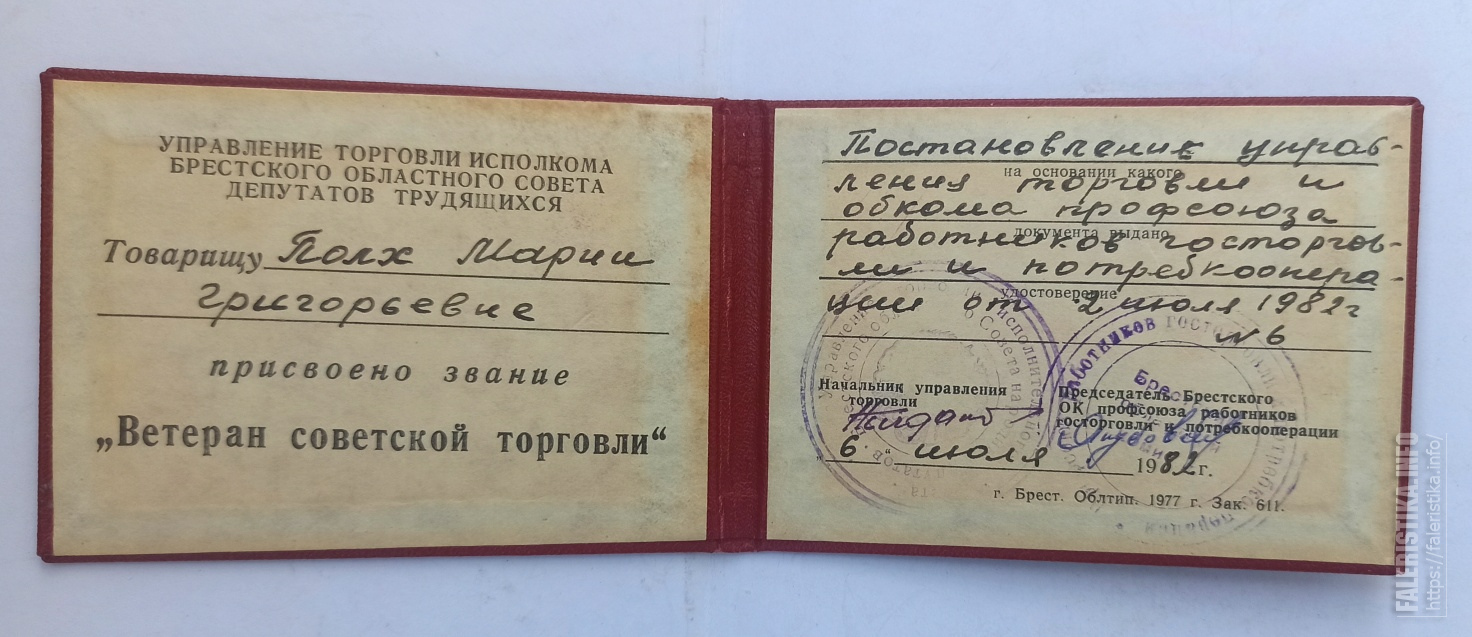 УПРАВЛЕНИЕ ТОРГОВЛИ ИСПОЛКОМА
БРЕСТСКОГО ОБЛАСТНОГО СОВЕТА
ДЕПУТАТОВ ТРУДЯЩИХСЯ
Товарищу Полх Марии
Григорьевне
присвоено звание
„Ветеран советской торговли“
Постановление управ-
на основании какого
ления торговли и
обкома профсоюза
документа выдано
работников госторгов-
ли и потребкоопера-
удостоверение
ции от 2 июля 1982г
N 6
Начальник управления
торговли
Председатель Брестского
ОК профсоюза работников
госторговли и потребкооперации
6 " июля 1982 г.
г. Брест. Облтип. 1977 г. Зак. 611.
FALERISTIKA.INFO
https://faleristika.info/